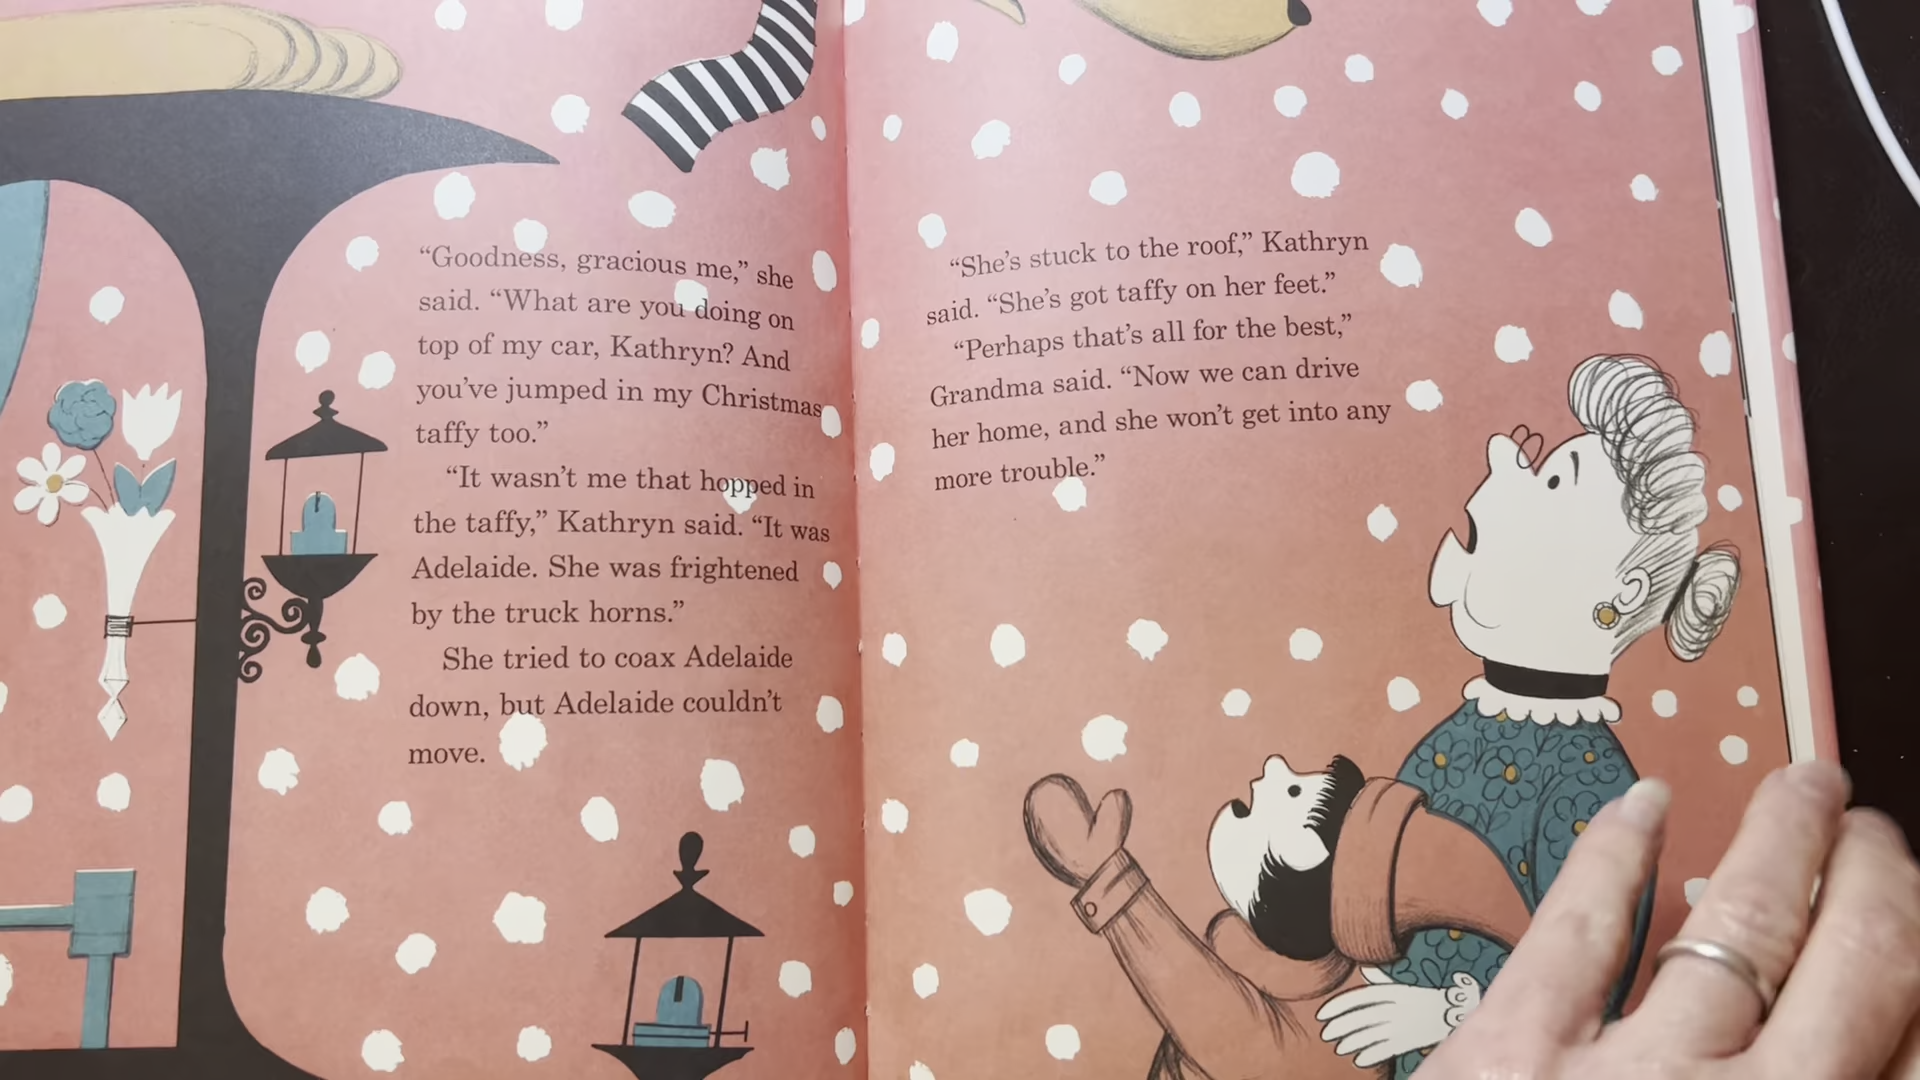 “Goodness, gracious me,” she
said. “What are you doing on
top of my car, Kathryn? And
you’ve jumped in my Christmas
taffy too.”
“It wasn’t me that hopped in
the taffy,” Kathryn said. “It was
Adelaide. She was frightened
by the truck horns.”
She tried to coax Adelaide
down, but Adelaide couldn’t
move.
“She’s stuck to the roof,” Kathryn
said. “She’s got taffy on her feet.”
“Perhaps that’s all for the best,”
Grandma said. “Now we can drive
her home, and she won’t get into any
more trouble.”